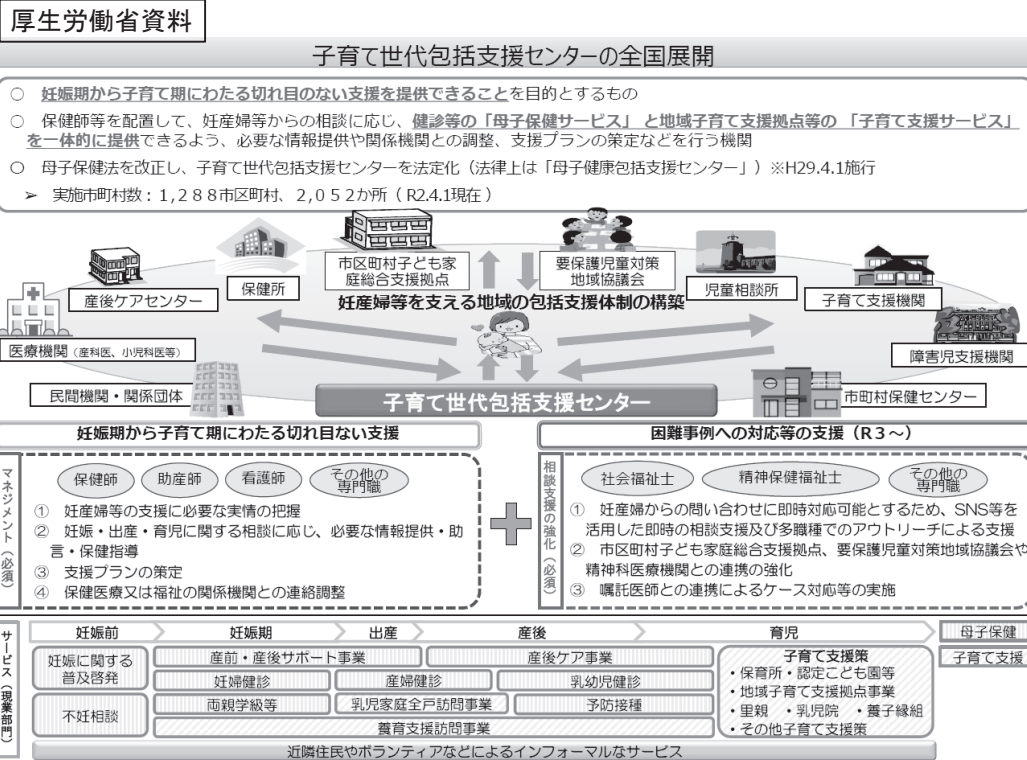 厚生労働省資料
子育て世代包括支援センターの全国展開
○ 妊娠期から子育て期にわたる切れ目のない支援を提供できることを目的とするもの
○ 保健師等を配置して、妊産婦等からの相談に応じ、健診等の「母子保健サービス」と地域子育て支援拠点等の「子育て支援サービス」
を一体的に提供できるよう、必要な情報提供や関係機関との調整、支援プランの策定などを行う機関
○ 母子保健法を改正し、子育て世代包括支援センターを法定化（法律上は「母子健康包括支援センター」）※H29.4.1施行
➢ 実施市町村数：1,288市区町村、2,052か所（R2.4.1現在）
産後ケアセンター
保健所
市区町村子ども家
庭総合支援拠点
要保護児童対策
地域協議会
児童相談所
子育て支援機関
妊産婦等を支える地域の包括支援体制の構築
医療機関（産科医、小児科医等）
障害児支援機関
民間機関・関係団体
市町村保健センター
子育て世代包括支援センター
妊娠期から子育て期にわたる切れ目ない支援
マネジメント（必須）
保健師
助産師
看護師
その他の
専門職
① 妊産婦等の支援に必要な実情の把握
② 妊娠・出産・育児に関する相談に応じ、必要な情報提供・助
言・保健指導
③ 支援プランの策定
④ 保健医療又は福祉の関係機関との連絡調整
困難事例への対応等の支援（R３～）
相談支援の強化（必須）
社会福祉士
精神保健福祉士
その他の
専門職
① 妊産婦からの問い合わせに即時対応可能とするため、SNS等を
活用した即時の相談支援及び多職種でのアウトリーチによる支援
② 市区町村子ども家庭総合支援拠点、要保護児童対策地域協議会や
精神科医療機関との連携の強化
③ 嘱託医師との連携によるケース対応等の実施
サービス（現業部門）
妊娠前
妊娠期
出産
産後
育児
母子保健
子育て支援
妊娠に関する
普及啓発
産前・産後サポート事業
産後ケア事業
妊婦健診
産婦健診
乳幼児健診
不妊相談
両親学級等
乳児家庭全戸訪問事業
予防接種
養育支援訪問事業
子育て支援策
・保育所・認定こども園等
・地域子育て支援拠点事業
・里親 ・乳児院 ・養子縁組
・その他子育て支援策
近隣住民やボランティアなどによるインフォーマルなサービス